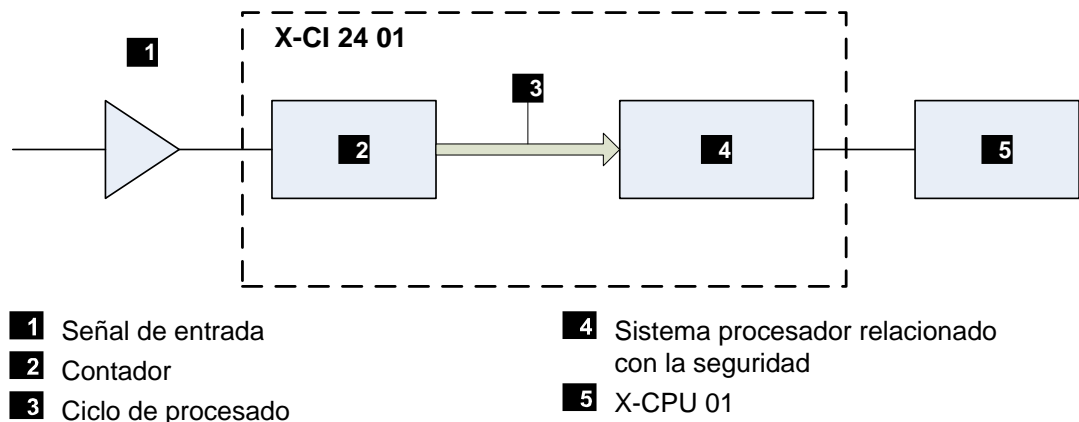 X-CI 24 01
1
3
2
4
5
1 Señal de entrada
2 Contador
3 Ciclo de procesado
4 Sistema procesador relacionado
con la seguridad
5 X-CPU 01